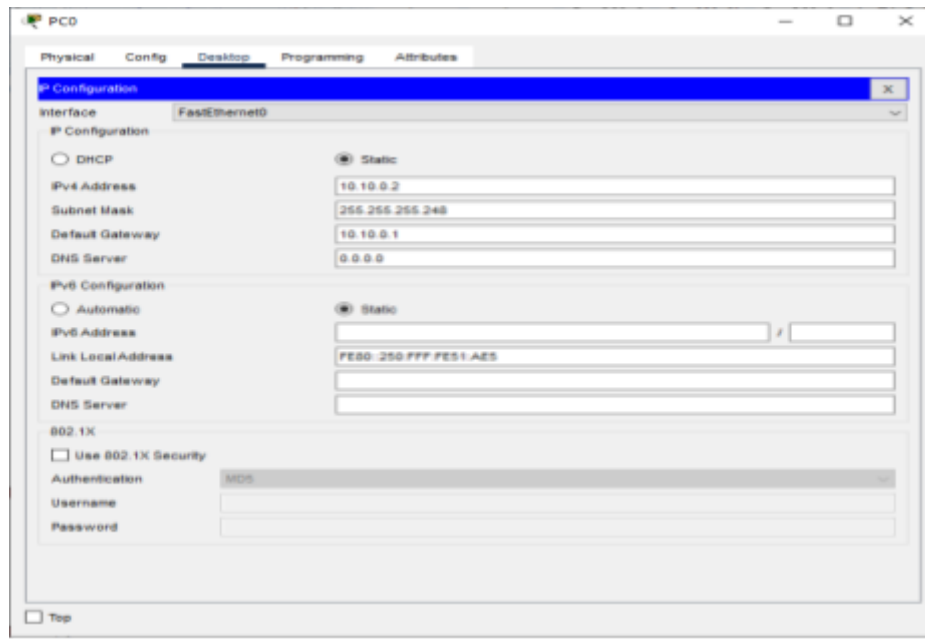 PC0
Physical Config Desktop Programming Attributes
IP Configuration X
Interface FastEthernet0
IP Configuration
DHCP Static
IPv4 Address 10.10.0.2
Subnet Mask 255.255.255.248
Default Gateway 10.10.0.1
DNS Server 0.0.0.0
IPv6 Configuration
Automatic Static
IPv6 Address /
Link Local Address FE80::250:FFF:FE51:AE5
Default Gateway
DNS Server
802.1X
Use 802.1X Security
Authentication MD5
Username
Password
Top